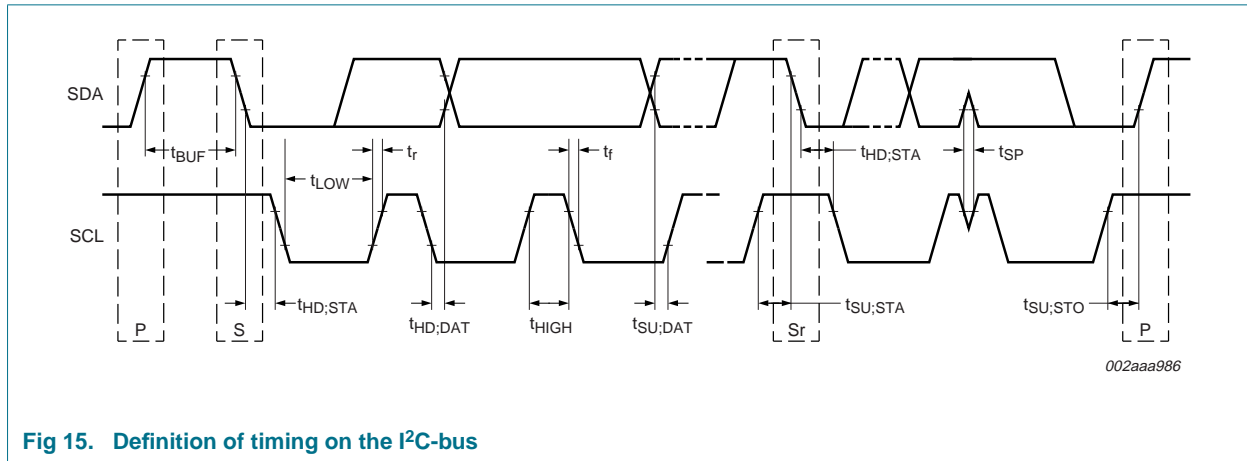 SDA
SCL
tBUF
tLOW
tr
tf
tHD;STA
tSP
tHD;STA
tHD;DAT
tHIGH
tSU;DAT
tSU;STA
tSU;STO
P
S
Sr
P
002aaa986
Fig 15. Definition of timing on the I²C-bus